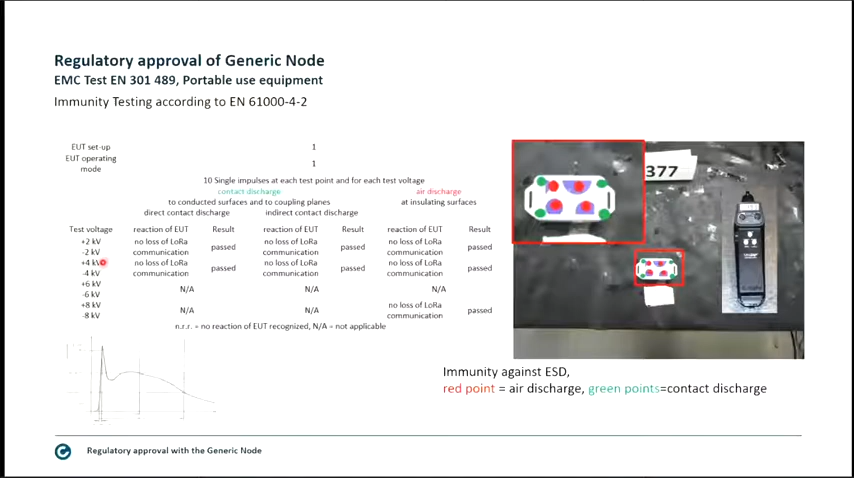 Regulatory approval of Generic Node
EMC Test EN 301 489, Portable use equipment
Immunity Testing according to EN 61000-4-2
EUT set-up 1
EUT operating mode 1
10 Single impulses at each test point and for each test voltage
contact discharge: air discharge
to conducted surfaces and to coupling planes at insulating surfaces
direct contact discharge indirect contact discharge
Test voltage reaction of EUT Result reaction of EUT Result reaction of EUT Result
+2 kV no loss of LoRa no loss of LoRa no loss of LoRa
passed passed passed
-2 kV communication communication communication
+4 kV no loss of LoRa no loss of LoRa no loss of LoRa
passed passed passed
-4 kV communication communication communication
+6 kV
N/A N/A N/A
-6 kV
+8 kV no loss of LoRa
N/A N/A passed
-8 kV communication
n.r.r. = no reaction of EUT recognized, N/A = not applicable
377
Immunity against ESD,
red point = air discharge, green points=contact discharge
Regulatory approval with the Generic Node